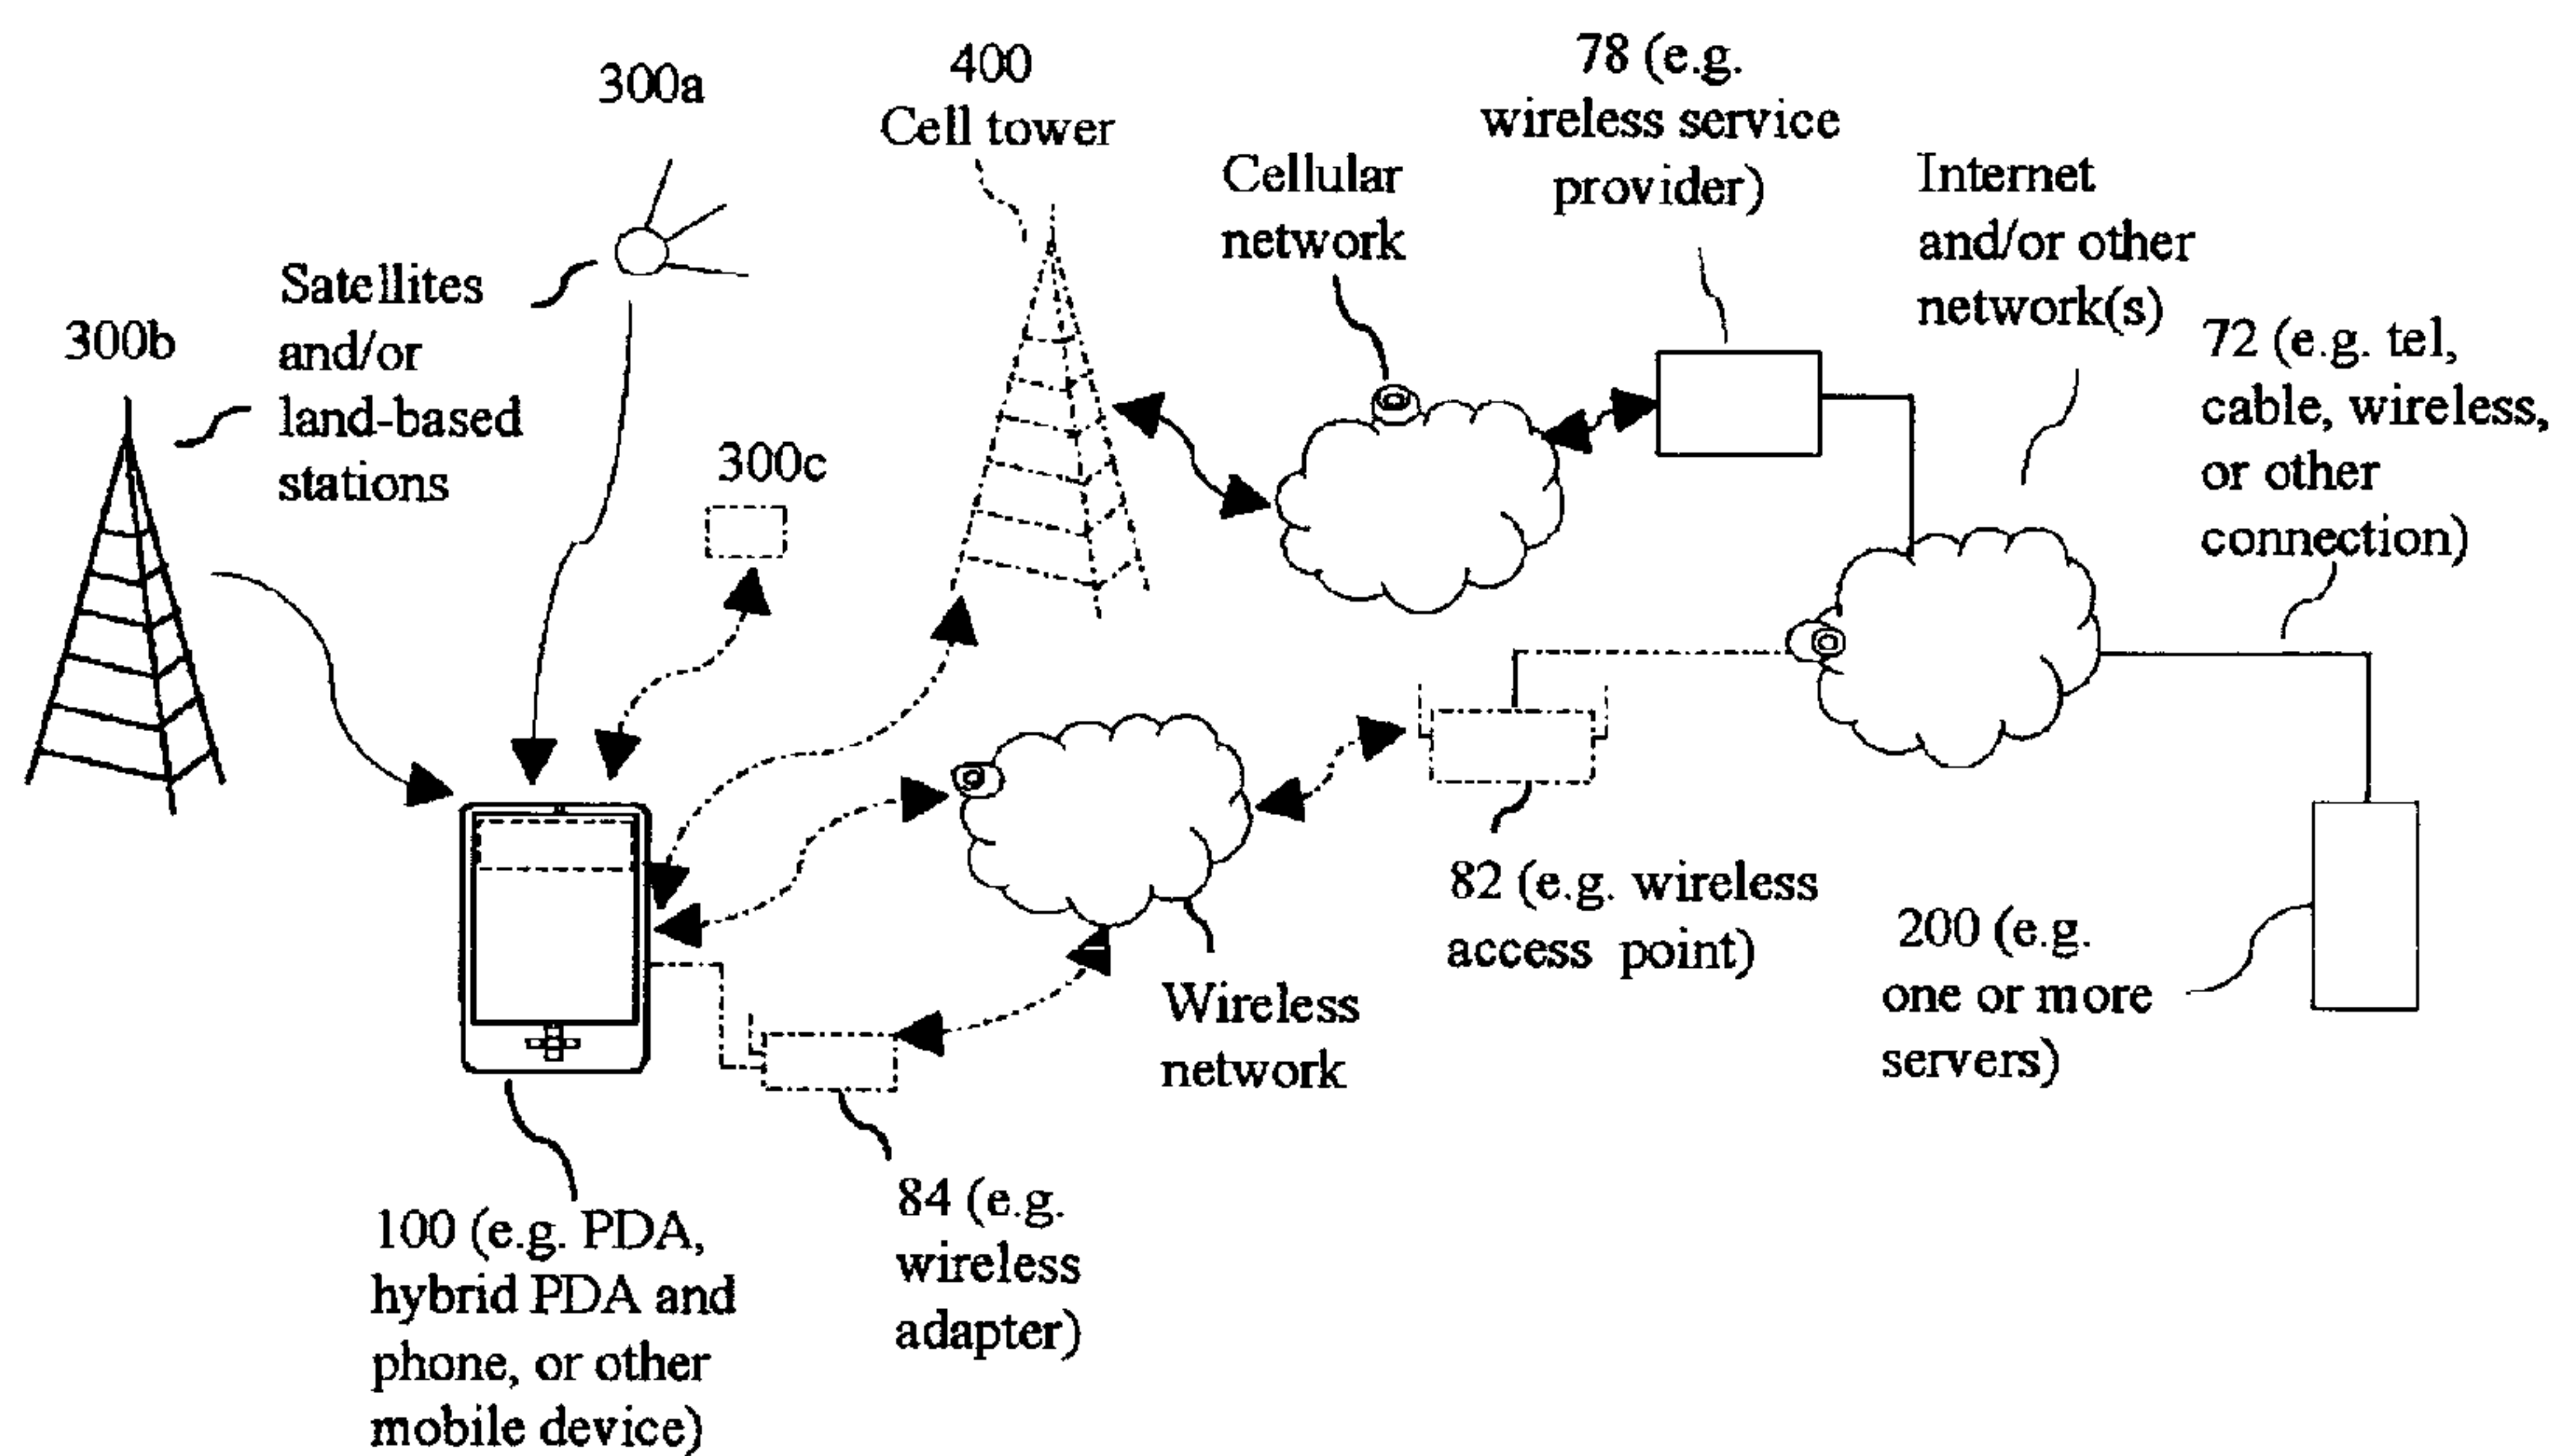 300a
400
Cell tower
78 (e.g.
wireless service
provider)
Cellular
network
Internet
and/or other
network(s)
Satellites
and/or
land-based
stations
300b
72 (e.g. tel,
cable, wireless,
or other
connection)
300c
82 (e.g. wireless
access point)
200 (e.g.
one or more
servers)
Wireless
network
84 (e.g.
wireless
adapter)
100 (e.g. PDA,
hybrid PDA and
phone, or other
mobile device)